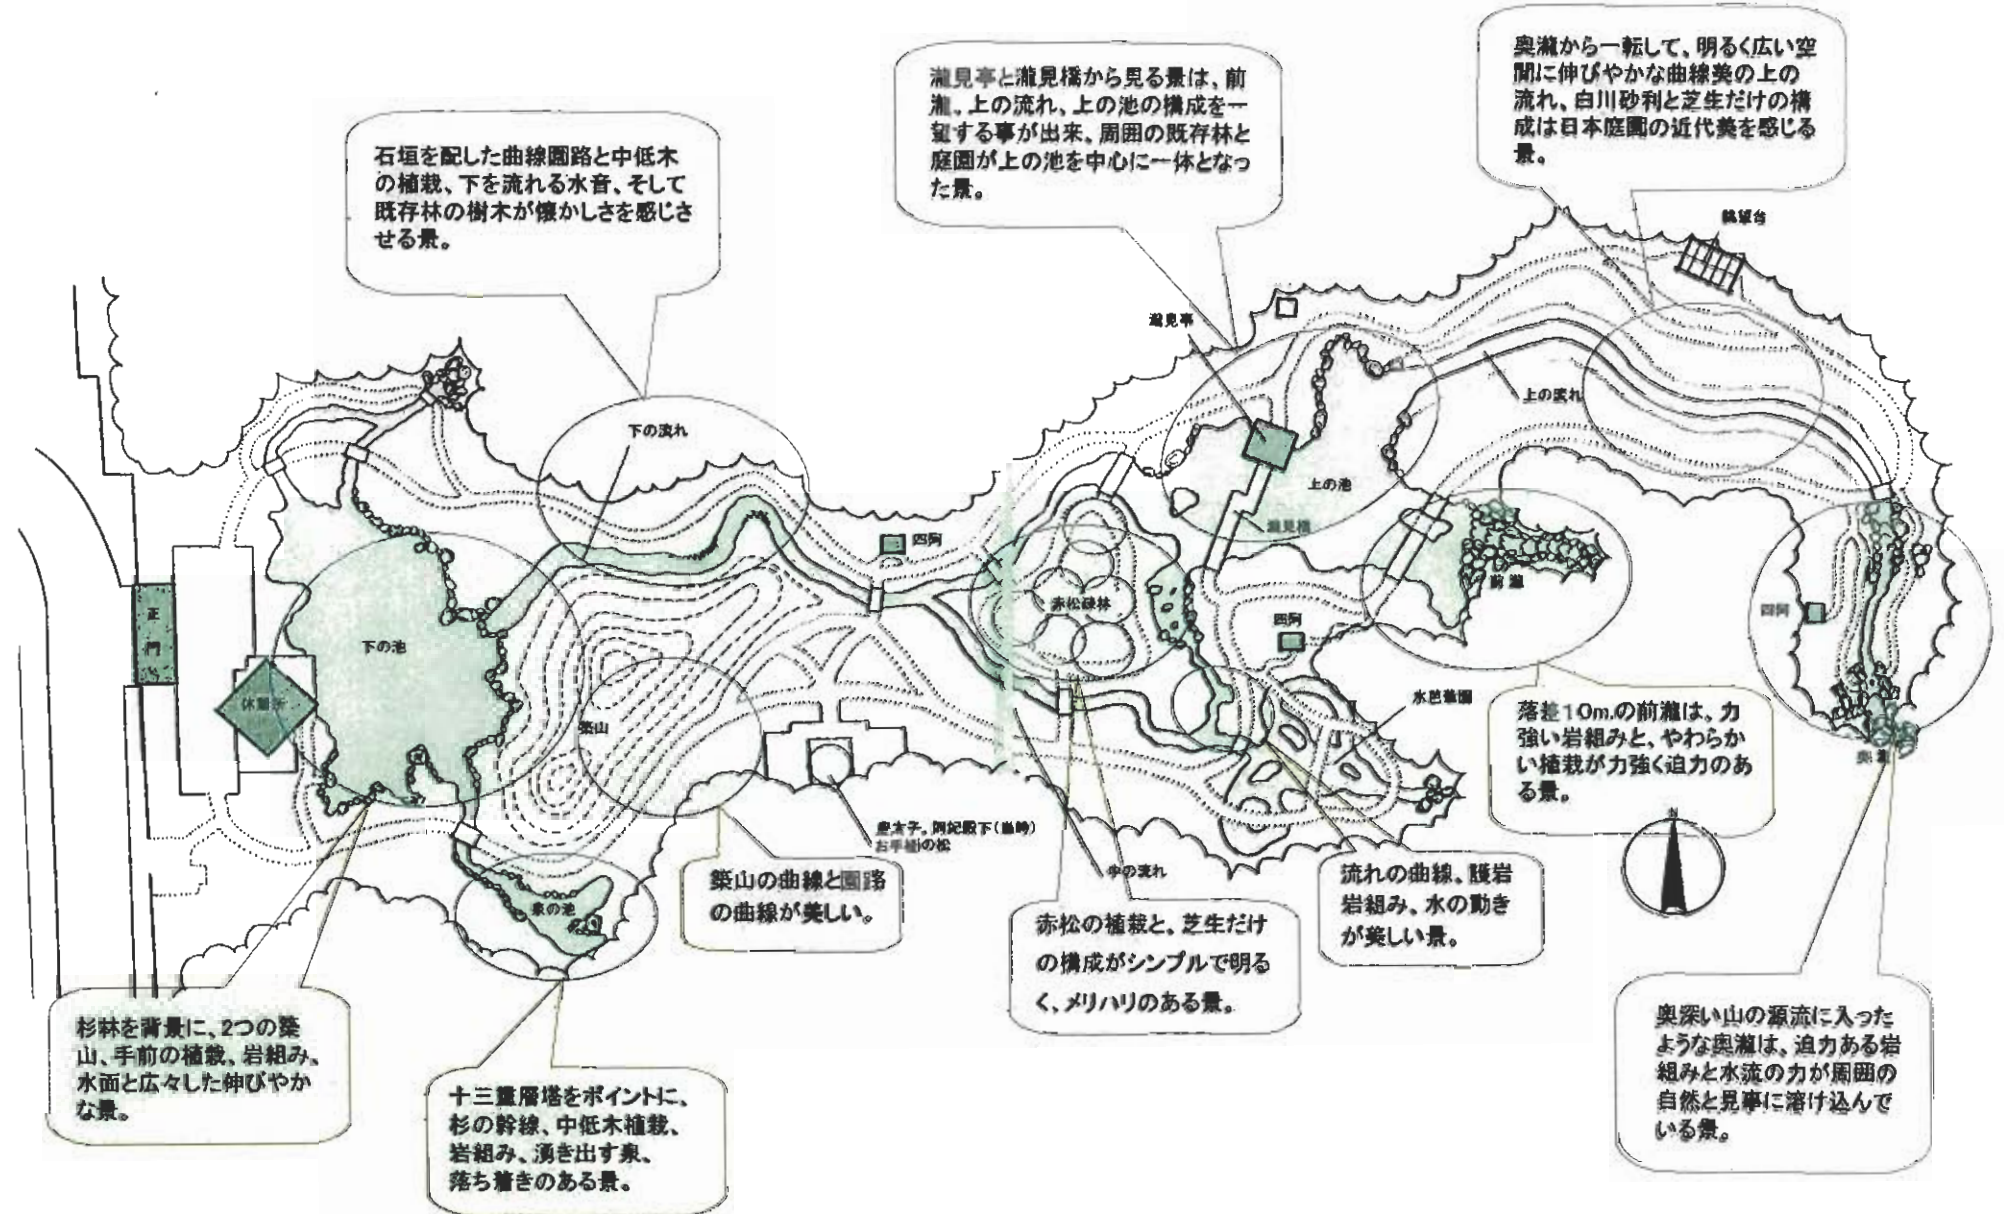 奥瀧から一転して、明るく広い空
間に伸びやかな曲線美の上の
流れ、白川砂利と芝生だけの構
成は日本庭園の近代美を感じる
景。
瀧見亭と瀧見橋から見る景は、前
瀧、上の流れ、上の池の構成を一
望する事が出来、周囲の既存林と
庭園が上の池を中心に一体となっ
た景。
石垣を配した曲線園路と中低木
の植栽、下を流れる水音、そして
既存林の樹木が懐かしさを感じさ
せる景。
眺望台
瀧見亭
上の流れ
下の流れ
上の池
瀧見橋
四阿
前瀧
赤松疎林
四阿
四阿
正門
下の池
休憩所
築山
水芭蕉園
奥瀧
落差10m.の前瀧は、力
強い岩組みと、やわらか
い植栽が力強く迫力のあ
る景。
N
皇太子。同妃殿下(当時)
お手植の松
中の流れ
泉の池
築山の曲線と園路
の曲線が美しい。
流れの曲線、護岩
岩組み、水の動き
が美しい景。
赤松の植栽と、芝生だけ
の構成がシンプルで明る
く、メリハリのある景。
杉林を背景に、2つの築
山、手前の植栽、岩組み、
水面と広々した伸びやか
な景。
十三重層塔をポイントに、
杉の幹線、中低木植栽、
岩組み、湧き出す泉、
落ち着きのある景。
奥深い山の源流に入った
ような奥瀧は、迫力ある岩
組みと水流の力が周囲の
自然と見事に溶け込んで
いる景。